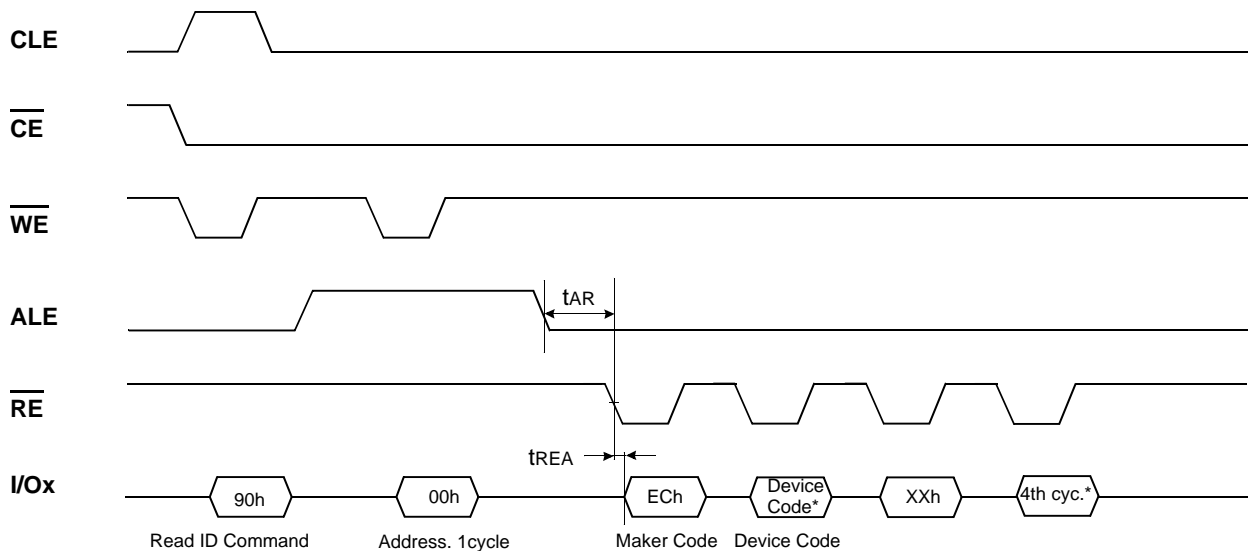 CLE
CE
WE
ALE
tAR
RE
tREA
I/Ox
90h
00h
ECh
Device
Code*
XXh
4th cyc.*
Read ID Command
Address. 1cycle
Maker Code
Device Code